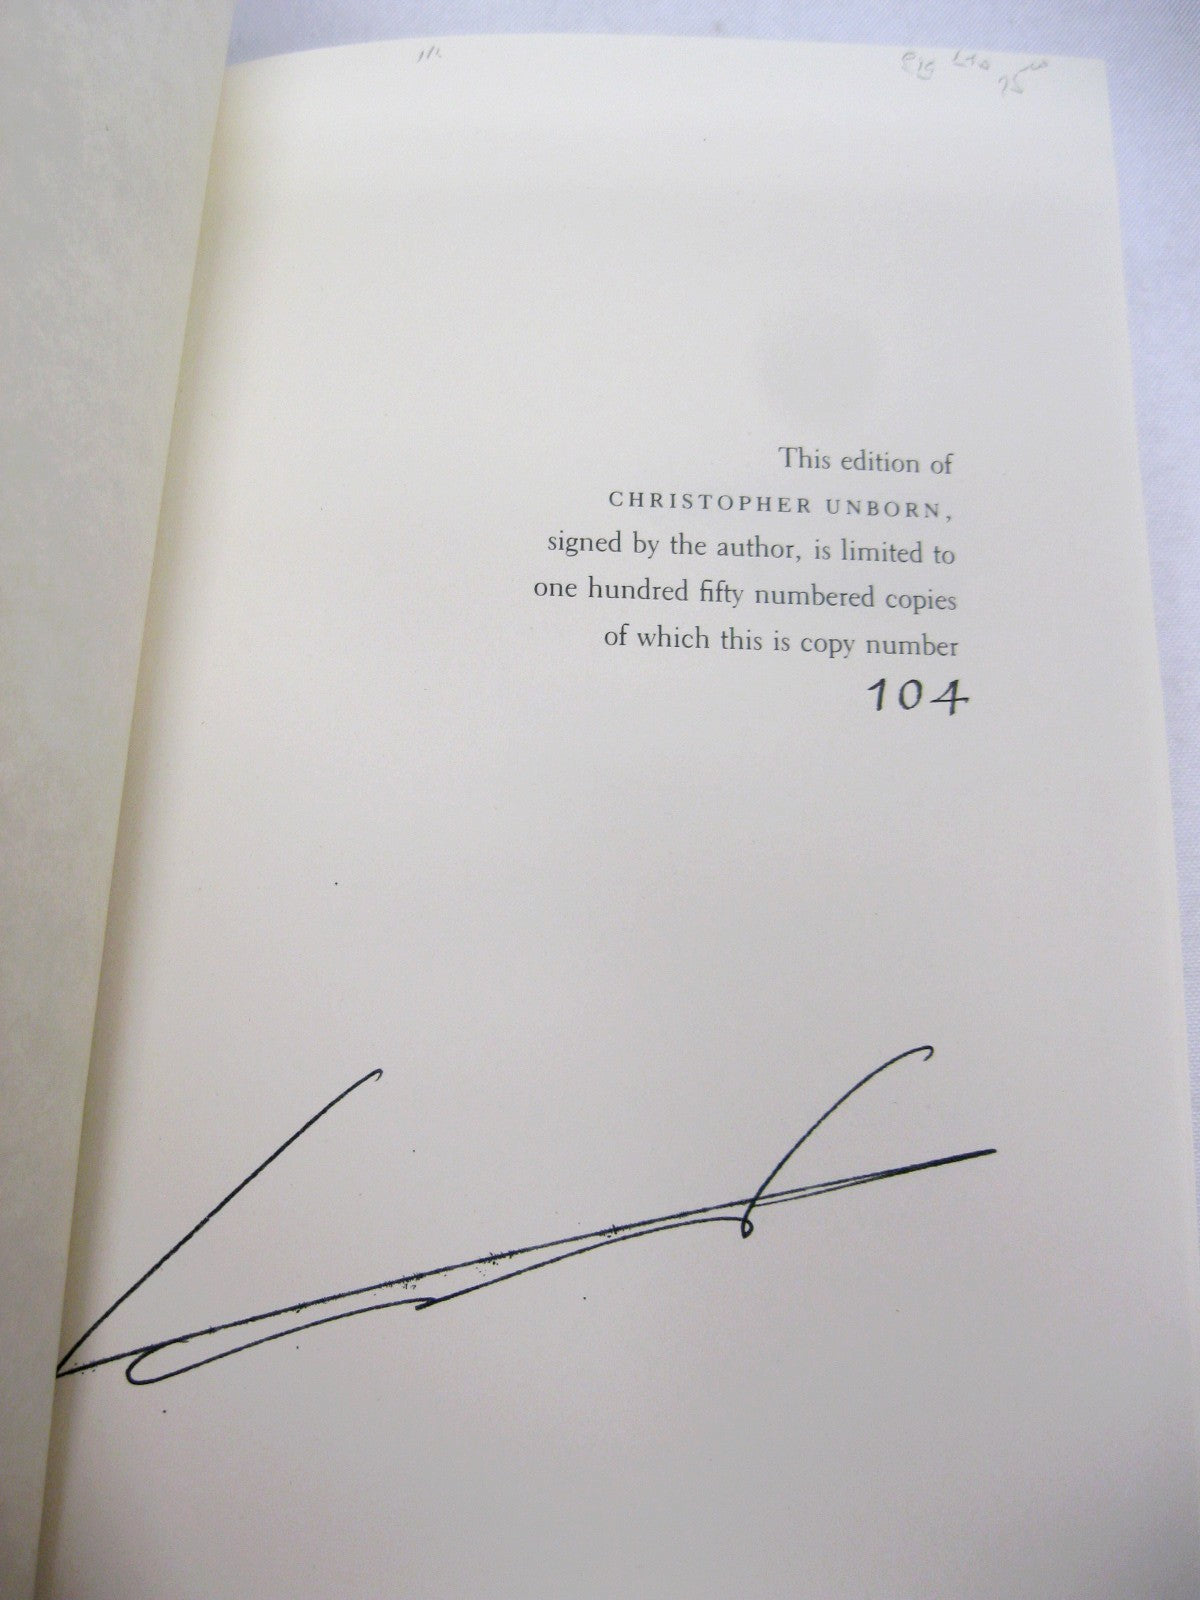 This edition of
CHRISTOPHER UNBORN,
signed by the author, is limited to
one hundred fifty numbered copies
of which this is copy number
104